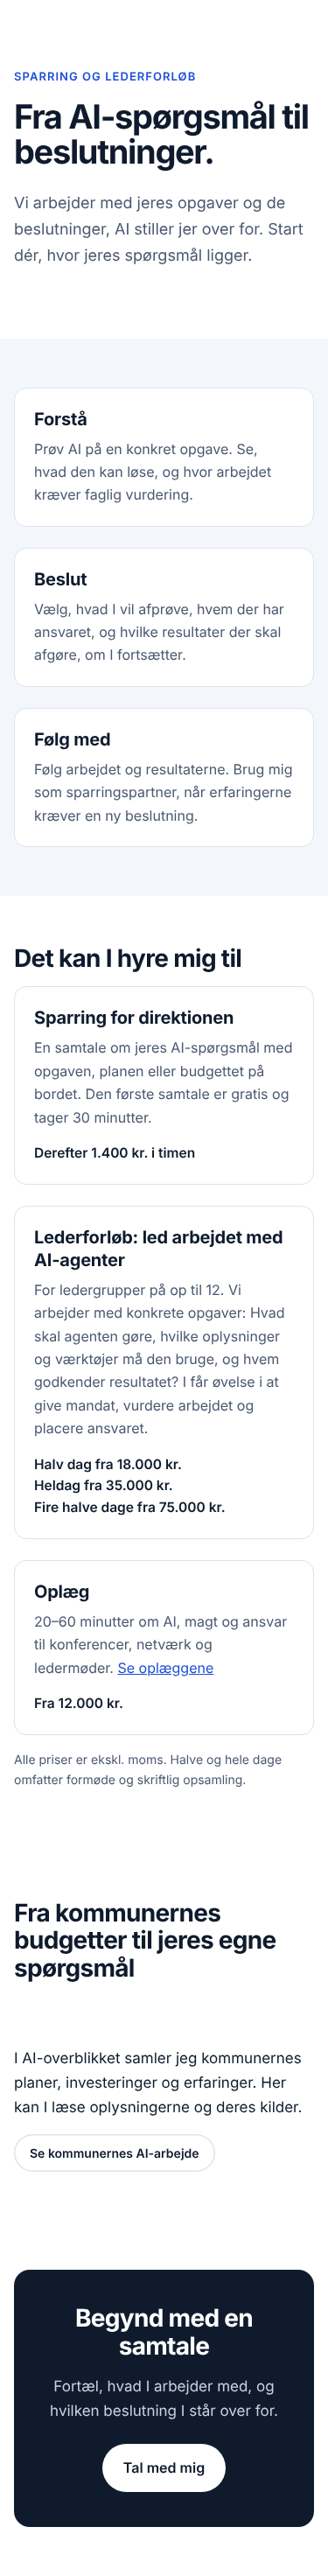 SPARRING OG LEDERFORLØB
Fra AI-spørgsmål til
beslutninger.
Vi arbejder med jeres opgaver og de
beslutninger, AI stiller jer over for. Start
dér, hvor jeres spørgsmål ligger.
Forstå
Prøv AI på en konkret opgave. Se,
hvad den kan løse, og hvor arbejdet
kræver faglig vurdering.
Beslut
Vælg, hvad I vil afprøve, hvem der har
ansvaret, og hvilke resultater der skal
afgøre, om I fortsætter.
Følg med
Følg arbejdet og resultaterne. Brug mig
som sparringspartner, når erfaringerne
kræver en ny beslutning.
Det kan I hyre mig til
Sparring for direktionen
En samtale om jeres AI-spørgsmål med
opgaven, planen eller budgettet på
bordet. Den første samtale er gratis og
tager 30 minutter.
Derefter 1.400 kr. i timen
Lederforløb: led arbejdet med
AI-agenter
For ledergrupper på op til 12. Vi
arbejder med konkrete opgaver: Hvad
skal agenten gøre, hvilke oplysninger
og værktøjer må den bruge, og hvem
godkender resultatet? I får øvelse i at
give mandat, vurdere arbejdet og
placere ansvaret.
Halv dag fra 18.000 kr.
Heldag fra 35.000 kr.
Fire halve dage fra 75.000 kr.
Oplæg
20–60 minutter om AI, magt og ansvar
til konferencer, netværk og
ledermøder. Se oplæggene
Fra 12.000 kr.
Alle priser er ekskl. moms. Halve og hele dage
omfatter formøde og skriftlig opsamling.
Fra kommunernes
budgetter til jeres egne
spørgsmål
I AI-overblikket samler jeg kommunernes
planer, investeringer og erfaringer. Her
kan I læse oplysningerne og deres kilder.
Se kommunernes AI-arbejde
Begynd med en
samtale
Fortæl, hvad I arbejder med, og
hvilken beslutning I står over for.
Tal med mig